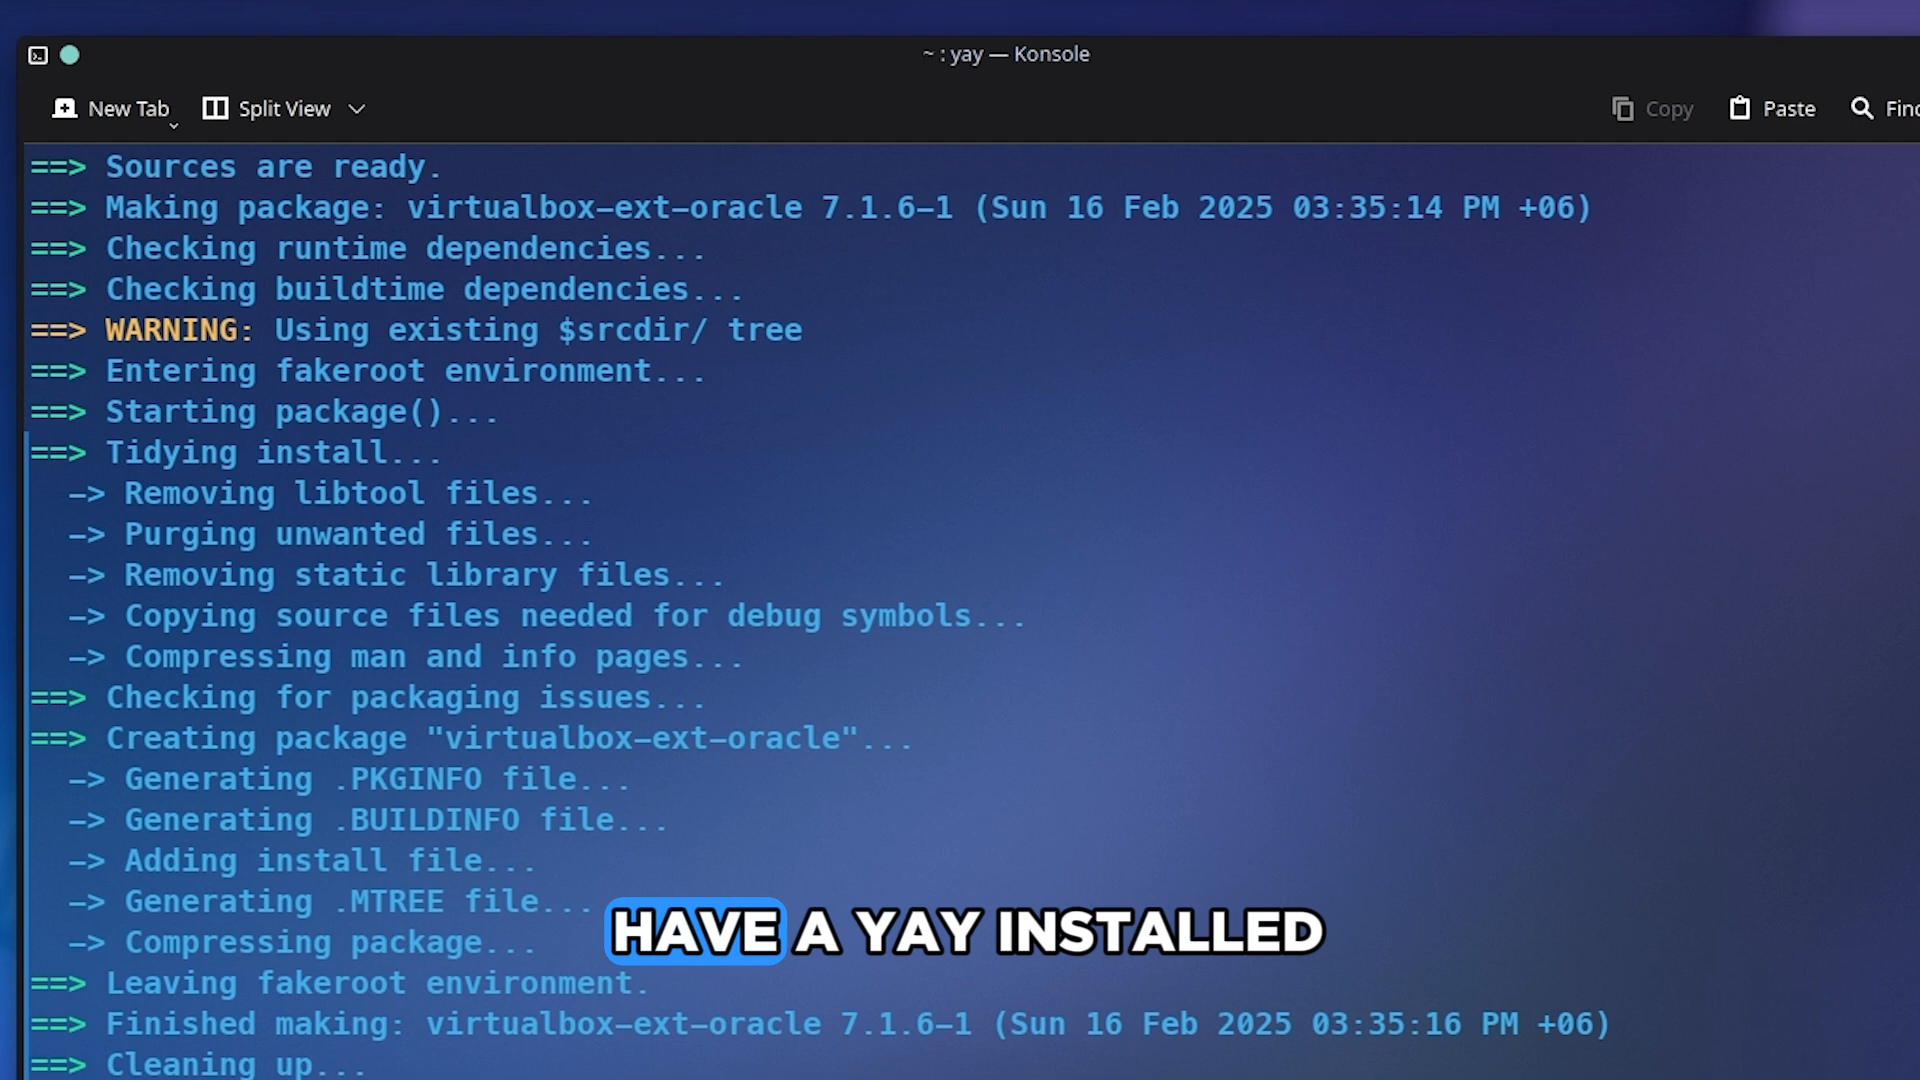 ~ : yay — Konsole
New Tab
Split View
Copy
Paste
==> Sources are ready.
==> Making package: virtualbox-ext-oracle 7.1.6-1 (Sun 16 Feb 2025 03:35:14 PM +06)
==> Checking runtime dependencies...
==> Checking buildtime dependencies...
==> WARNING: Using existing $srcdir/ tree
==> Entering fakeroot environment...
==> Starting package()...
==> Tidying install...
-> Removing libtool files...
-> Purging unwanted files...
-> Removing static library files...
-> Copying source files needed for debug symbols...
-> Compressing man and info pages...
==> Checking for packaging issues...
==> Creating package "virtualbox-ext-oracle"...
-> Generating .PKGINFO file...
-> Generating .BUILDINFO file...
-> Adding install file...
-> Generating .MTREE file...
HAVE A YAY INSTALLED
-> Compressing package...
==> Leaving fakeroot environment.
==> Finished making: virtualbox-ext-oracle 7.1.6-1 (Sun 16 Feb 2025 03:35:16 PM +06)
==> Cleaning up...